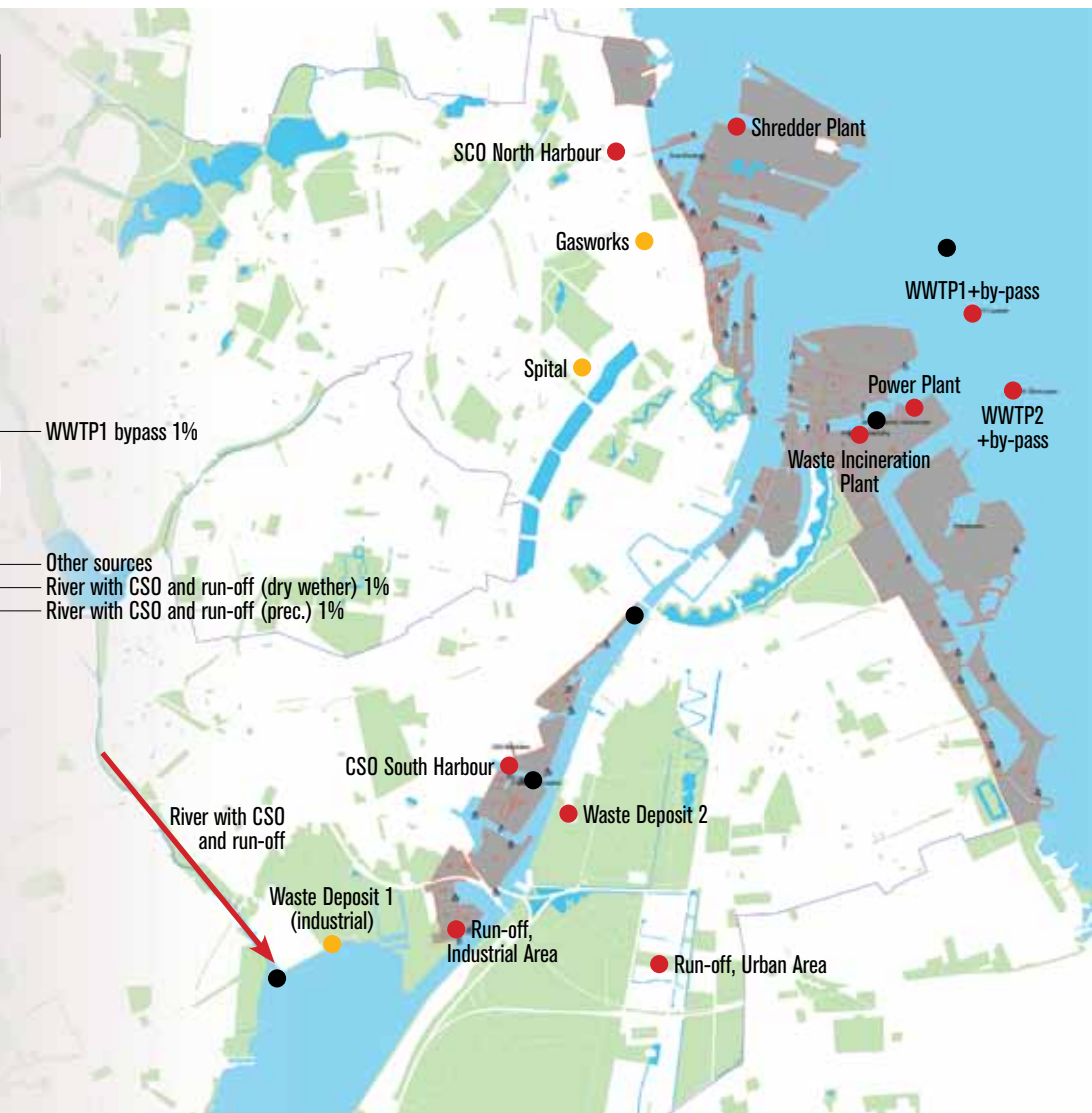 Shredder Plant
SCO North Harbour
Gasworks
WWTP1+by-pass
Spital
Power Plant
WWTP2
+by-pass
WWTP1 bypass 1%
Waste Incineration
Plant
Other sources
River with CSO and run-off (dry wether) 1%
River with CSO and run-off (prec.) 1%
CSO South Harbour
Waste Deposit 2
River with CSO
and run-off
Waste Deposit 1
(industrial)
Run-off,
Industrial Area
Run-off, Urban Area